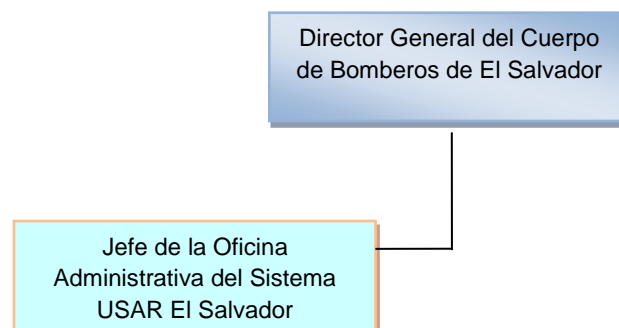 Director General del Cuerpo
de Bomberos de El Salvador
Jefe de la Oficina
Administrativa del Sistema
USAR El Salvador